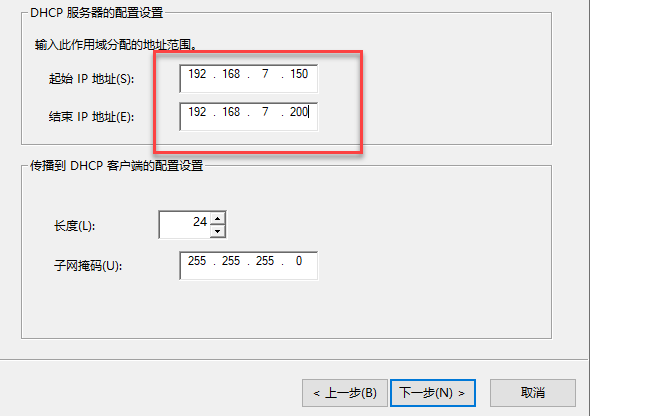 DHCP 服务器的配置设置
输入此作用域分配的地址范围。
起始 IP 地址(S): 192 . 168 . 7 . 150
结束 IP 地址(E): 192 . 168 . 7 . 200
传播到 DHCP 客户端的配置设置
长度(L): 24
子网掩码(U): 255 . 255 . 255 . 0
< 上一步(B) 下一步(N) > 取消